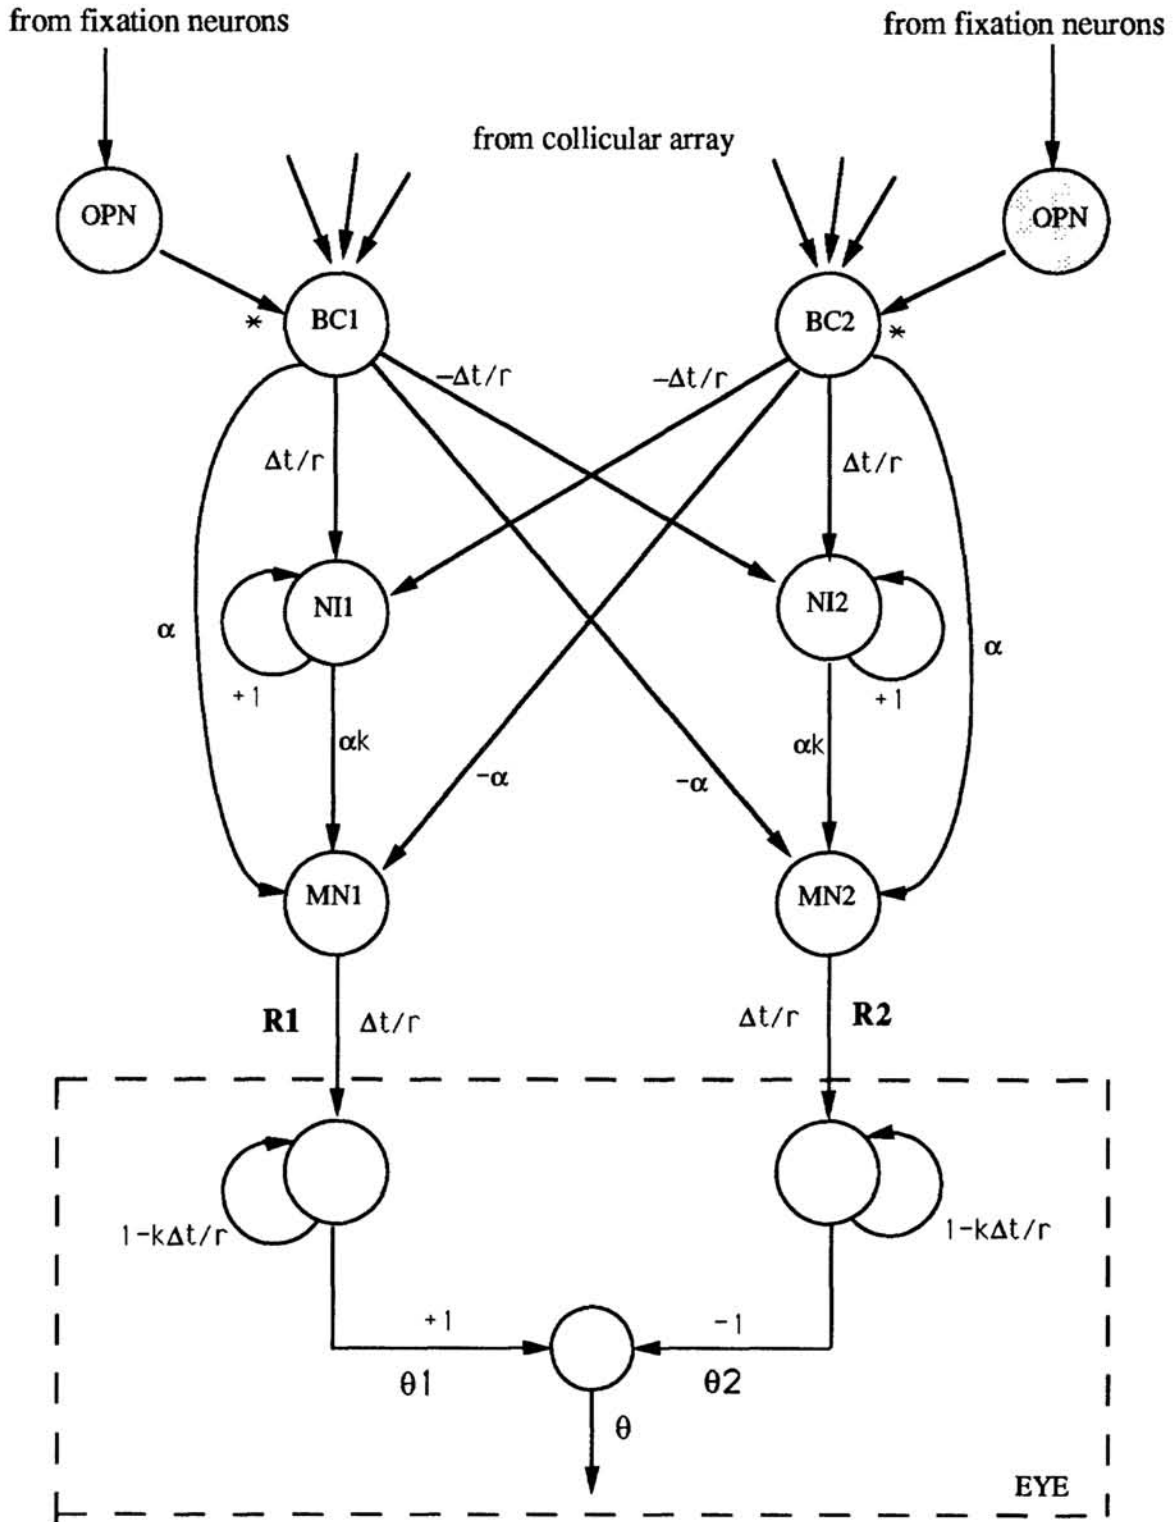 from fixation neurons
from fixation neurons
from collicular array
OPN
OPN
* BC1
BC2 *
−Δt/r
−Δt/r
Δt/r
Δt/r
NI1
NI2
α
α
+1
+1
αk
αk
-α
-α
MN1
MN2
R1 Δt/r
Δt/r R2
1-kΔt/r
1-kΔt/r
+1
-1
θ1
θ2
θ
EYE